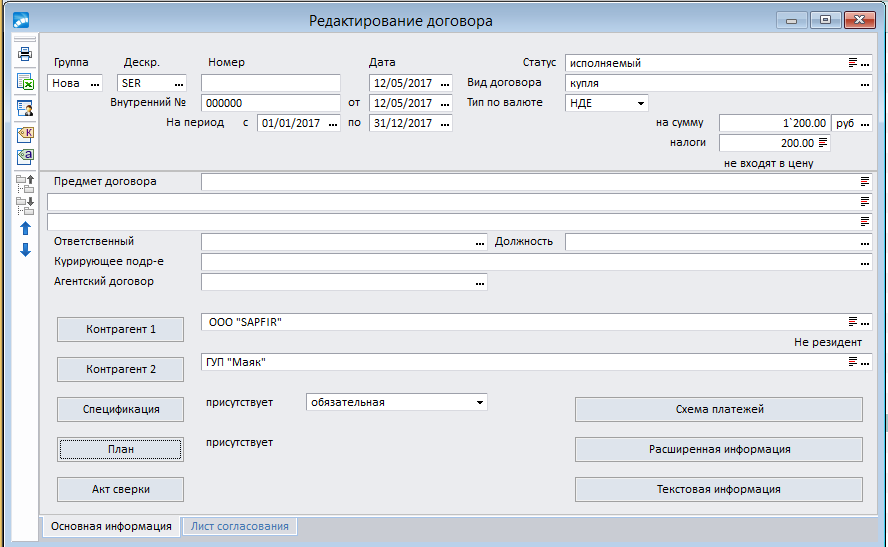 Редактирование договора
Группа Дескр. Номер Дата Статус исполняемый ...
Нова ... SER ... 12/05/2017 ... Вид договора купля ...
Внутренний № 000000 от 12/05/2017 ... Тип по валюте НДЕ
На период с 01/01/2017 ... по 31/12/2017 ... на сумму 1`200.00 руб ...
налоги 200.00
не входят в цену
Предмет договора
Ответственный ... Должность ...
Курирующее подр-е ...
Агентский договор ...
Контрагент 1 ООО "SAPFIR" ...
Не резидент
Контрагент 2 ГУП "Маяк" ...
Спецификация присутствует обязательная Схема платежей
План присутствует Расширенная информация
Акт сверки Текстовая информация
Основная информация Лист согласования